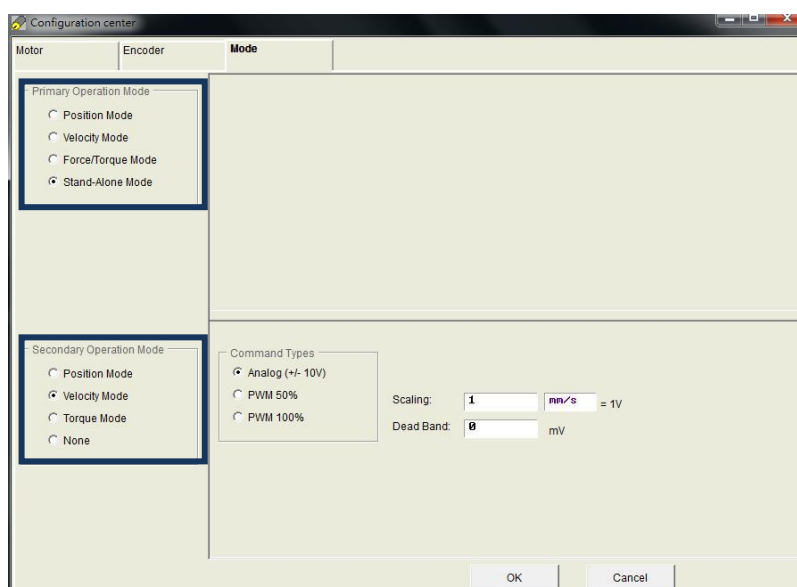 Configuration center
Motor Encoder Mode
Primary Operation Mode
Position Mode
Velocity Mode
Force/Torque Mode
Stand-Alone Mode
Secondary Operation Mode
Position Mode
Velocity Mode
Torque Mode
None
Command Types
Analog (+/- 10V)
PWM 50%
PWM 100%
Scaling: 1 mm/s = 1V
Dead Band: 0 mV
OK Cancel